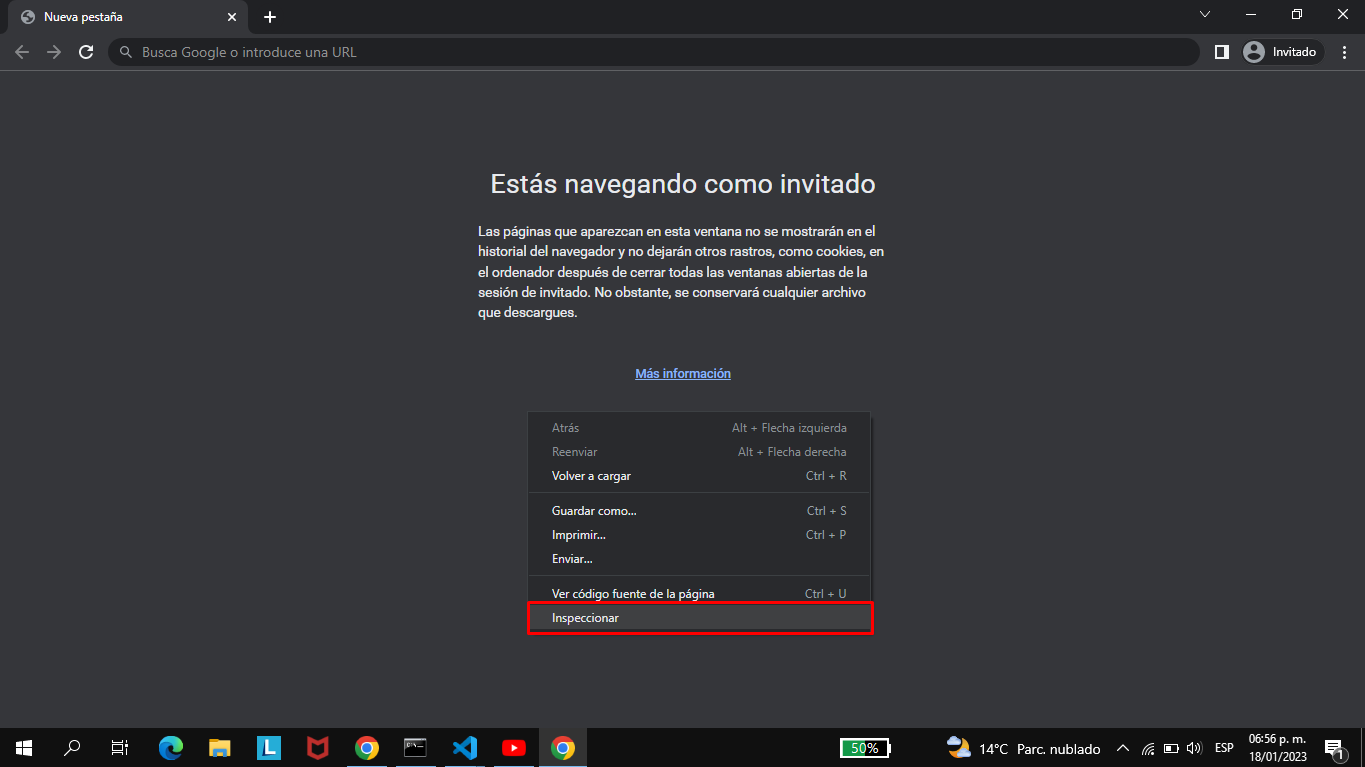 Nueva pestaña
Busca Google o introduce una URL
Invitado
Estás navegando como invitado
Las páginas que aparezcan en esta ventana no se mostrarán en el
historial del navegador y no dejarán otros rastros, como cookies, en
el ordenador después de cerrar todas las ventanas abiertas de la
sesión de invitado. No obstante, se conservará cualquier archivo
que descargues.
Más información
Atrás Alt + Flecha izquierda
Reenviar Alt + Flecha derecha
Volver a cargar Ctrl + R
Guardar como... Ctrl + S
Imprimir... Ctrl + P
Enviar...
Ver código fuente de la página Ctrl + U
Inspeccionar
L
C:\.
50%
14°C Parc. nublado
ESP
06:56 p. m.
18/01/2023
1